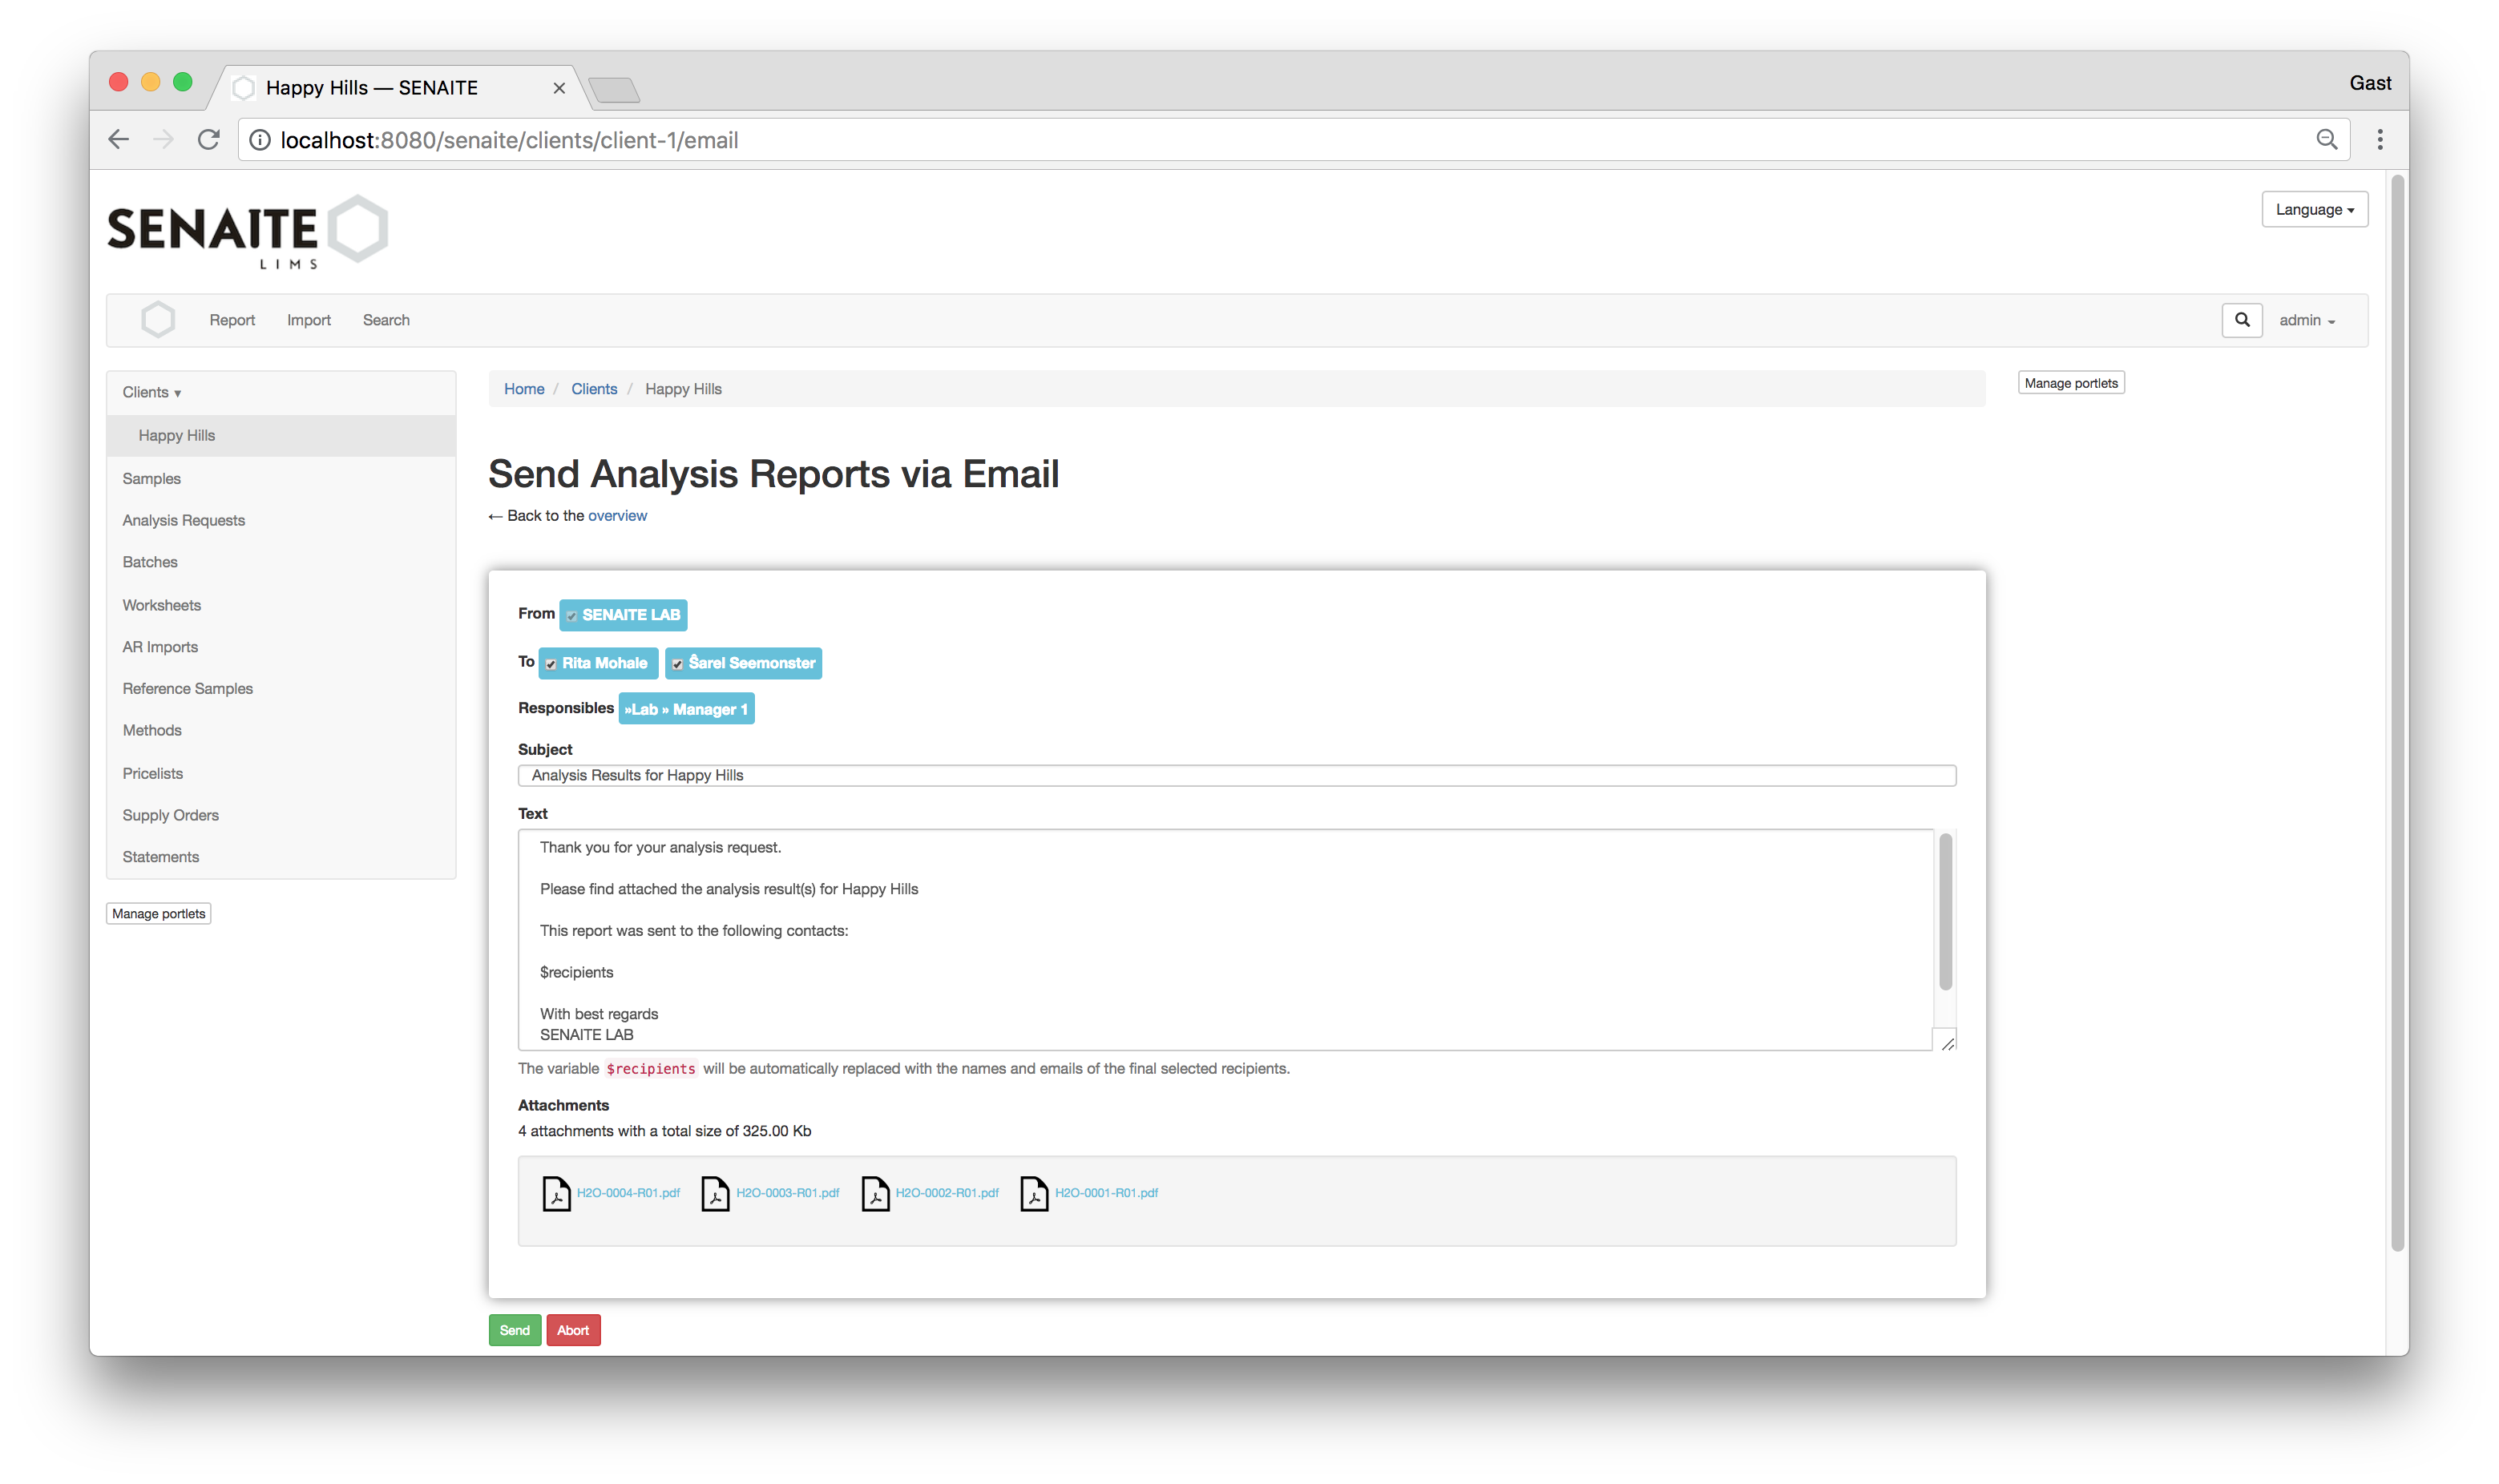 Happy Hills — SENAITE
Gast
localhost:8080/senaite/clients/client-1/email
SENAITE
LIMS
Language
Report Import Search
admin
Clients ▾
Happy Hills
Samples
Analysis Requests
Batches
Worksheets
AR Imports
Reference Samples
Methods
Pricelists
Supply Orders
Statements
Manage portlets
Home / Clients / Happy Hills
Send Analysis Reports via Email
← Back to the overview
From SENAITE LAB
To Rita Mohale Ŝarel Seemonster
Responsibles »Lab » Manager 1
Subject
Analysis Results for Happy Hills
Text
Thank you for your analysis request.
Please find attached the analysis result(s) for Happy Hills
This report was sent to the following contacts:
$recipients
With best regards
SENAITE LAB
The variable $recipients will be automatically replaced with the names and emails of the final selected recipients.
Attachments
4 attachments with a total size of 325.00 Kb
H2O-0004-R01.pdf H2O-0003-R01.pdf H2O-0002-R01.pdf H2O-0001-R01.pdf
Send Abort
Manage portlets